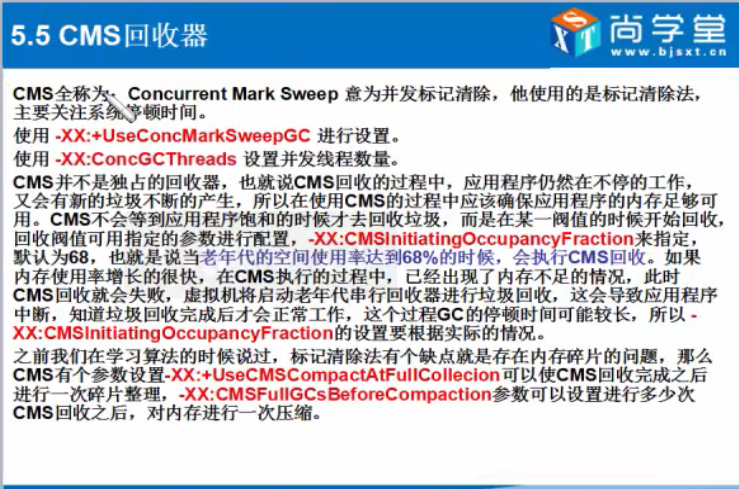 5.5 CMS回收器
尚学堂
www.bjsxt.cn
CMS全称为:Concurrent Mark Sweep 意为并发标记清除，他使用的是标记清除法，
主要关注系统停顿时间。
使用 -XX:+UseConcMarkSweepGC 进行设置。
使用 -XX:ConcGCThreads 设置并发线程数量。
CMS并不是独占的回收器，也就说CMS回收的过程中，应用程序仍然在不停的工作，
又会有新的垃圾不断的产生，所以在使用CMS的过程中应该确保应用程序的内存足够可
用。CMS不会等到应用程序饱和的时候才去回收垃圾，而是在某一阀值的时候开始回收，
回收阀值可用指定的参数进行配置，-XX:CMSInitiatingOccupancyFraction来指定，
默认为68，也就是说当老年代的空间使用率达到68%的时候，会执行CMS回收。如果
内存使用率增长的很快，在CMS执行的过程中，已经出现了内存不足的情况，此时
CMS回收就会失败，虚拟机将启动老年代串行回收器进行垃圾回收，这会导致应用程序
中断，知道垃圾回收完成后才会正常工作，这个过程GC的停顿时间可能较长，所以 -
XX:CMSInitiatingOccupancyFraction的设置要根据实际的情况。
之前我们在学习算法的时候说过，标记清除法有个缺点就是存在内存碎片的问题，那么
CMS有个参数设置-XX:+UseCMSCompactAtFullCollecion可以使CMS回收完成之后
进行一次碎片整理，-XX:CMSFullGCsBeforeCompaction参数可以设置进行多少次
CMS回收之后，对内存进行一次压缩。